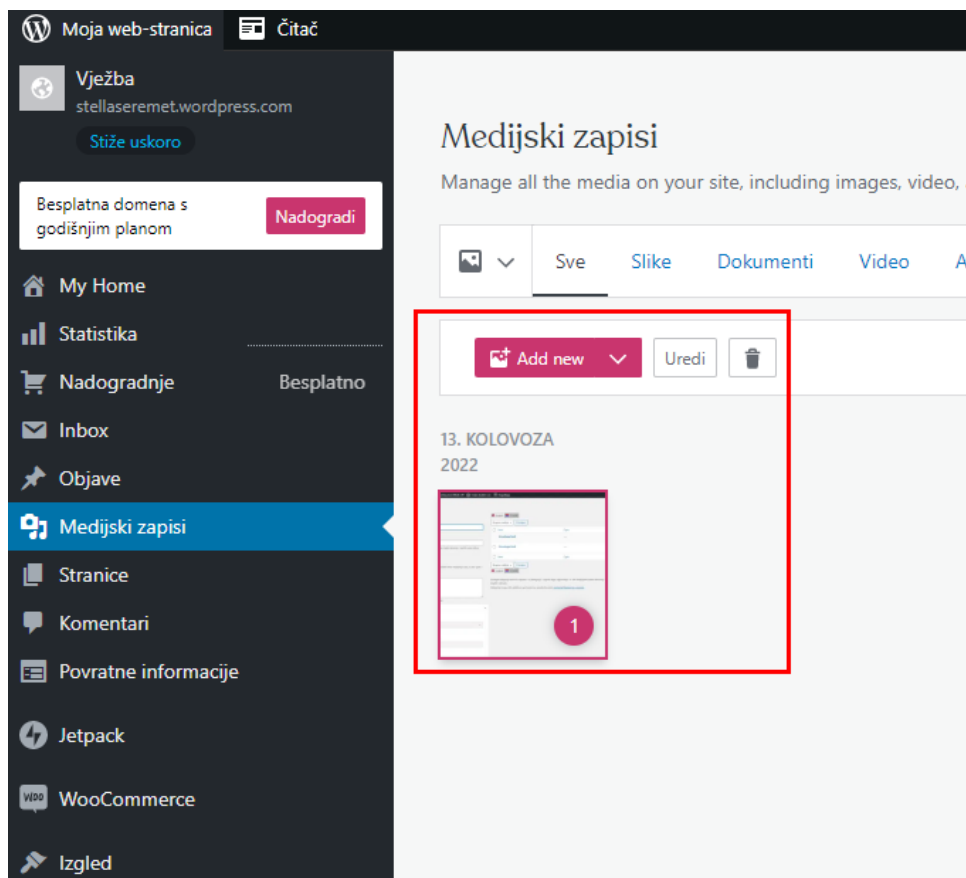 Moja web-stranica Čitač
Vježba
stellaseremet.wordpress.com
Stiže uskoro
Besplatna domena s
godišnjim planom
Nadogradi
My Home
Statistika
Nadogradnje Besplatno
Inbox
Objave
Medijski zapisi
Stranice
Komentari
Povratne informacije
Jetpack
WOO WooCommerce
Izgled
Medijski zapisi
Manage all the media on your site, including images, video,
Sve Slike Dokumenti Video A
Add new Uredi
13. KOLOVOZA
2022
1